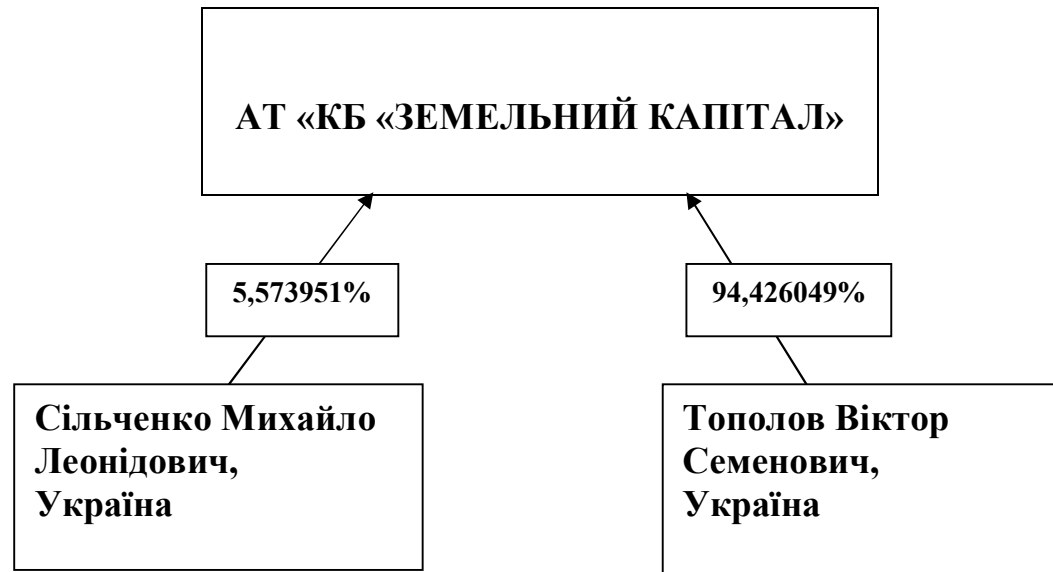 АТ «КБ «ЗЕМЕЛЬНИЙ КАПІТАЛ»
5,573951%
94,426049%
Сільченко Михайло
Леонідович,
Україна
Тополов Віктор
Семенович,
Україна